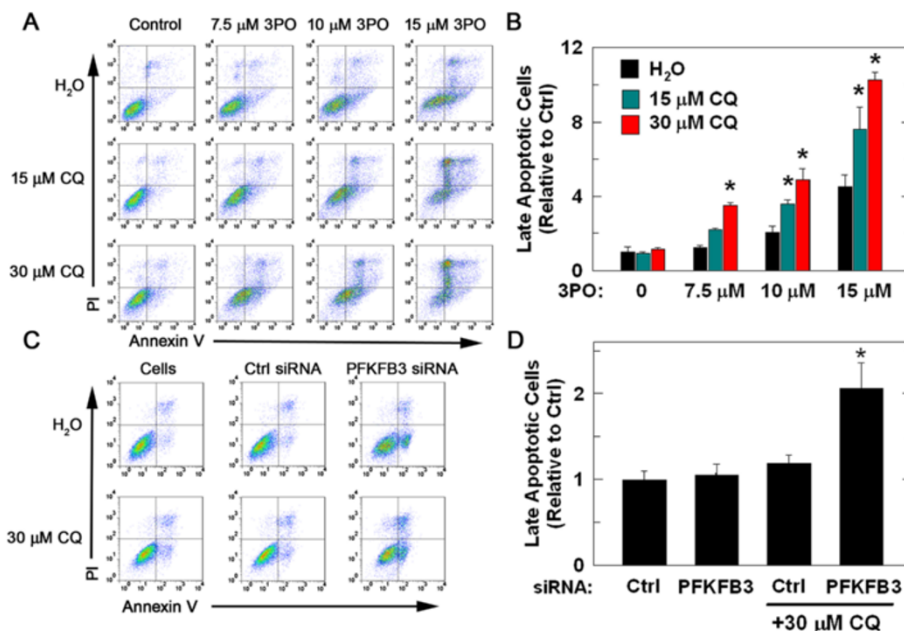 A
Control 7.5 µM 3PO 10 µM 3PO 15 µM 3PO
H₂O
15 µM CQ
30 µM CQ
PI
Annexin V
B
Late Apoptotic Cells
(Relative to Ctrl)
12
8
4
0
H₂O
15 µM CQ
30 µM CQ
* * * * *
3PO: 0 7.5 µM 10 µM 15 µM
C
Cells Ctrl siRNA PFKFB3 siRNA
H₂O
30 µM CQ
PI
Annexin V
D
Late Apoptotic Cells
(Relative to Ctrl)
2
1
0
*
siRNA: Ctrl PFKFB3 Ctrl PFKFB3
+30 µM CQ